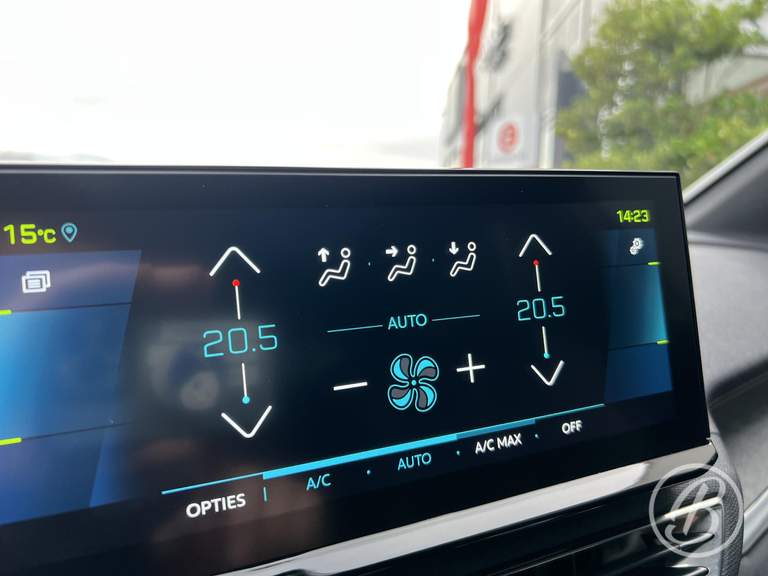 15°C
14:23
20.5
20.5
AUTO
OPTIES
A/C
AUTO
A/C MAX
OFF
B